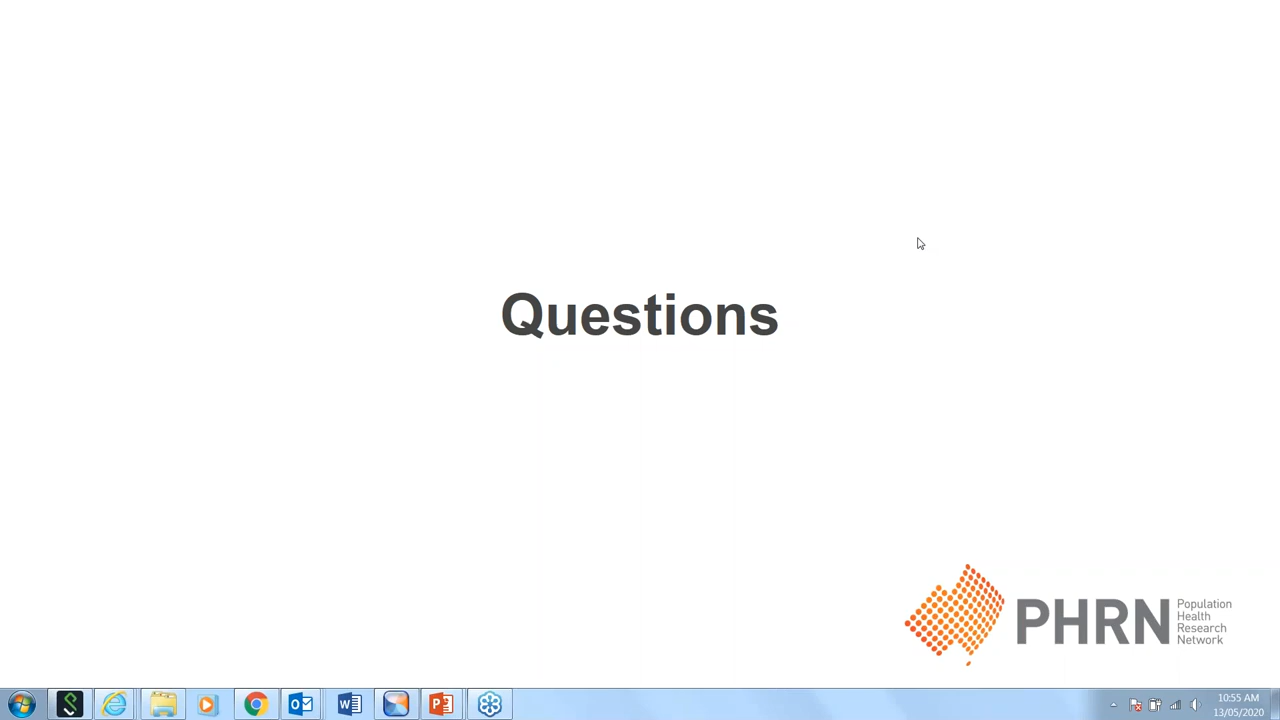 Questions
PHRN
Population
Health
Research
Network
10:55 AM
13/05/2020